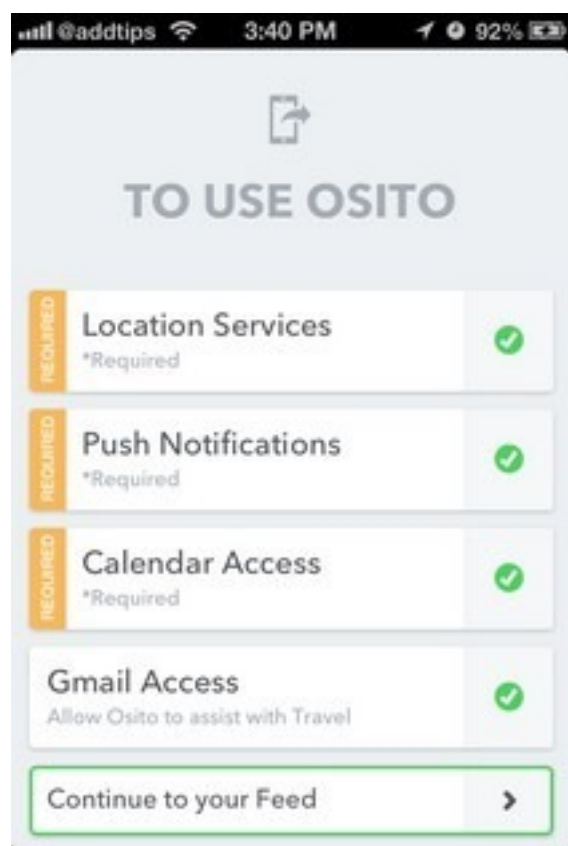 @addtips 3:40 PM 92%
TO USE OSITO
REQUIRED
Location Services
*Required
REQUIRED
Push Notifications
*Required
REQUIRED
Calendar Access
*Required
Gmail Access
Allow Osito to assist with Travel
Continue to your Feed